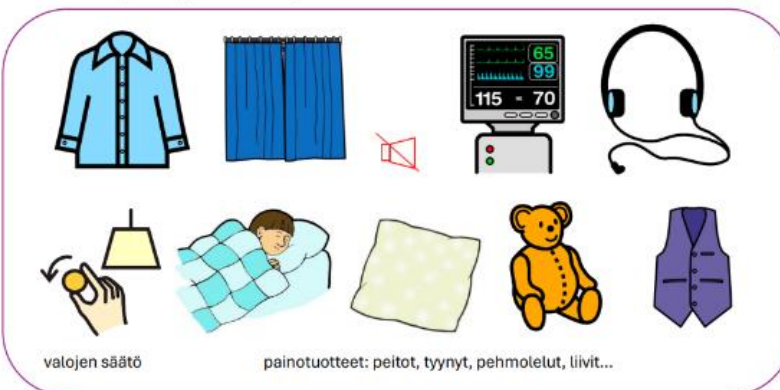 65
99
115 = 70
valojen säätö
painotuotteet: peitot, tyynyt, pehmolelut, liivit...